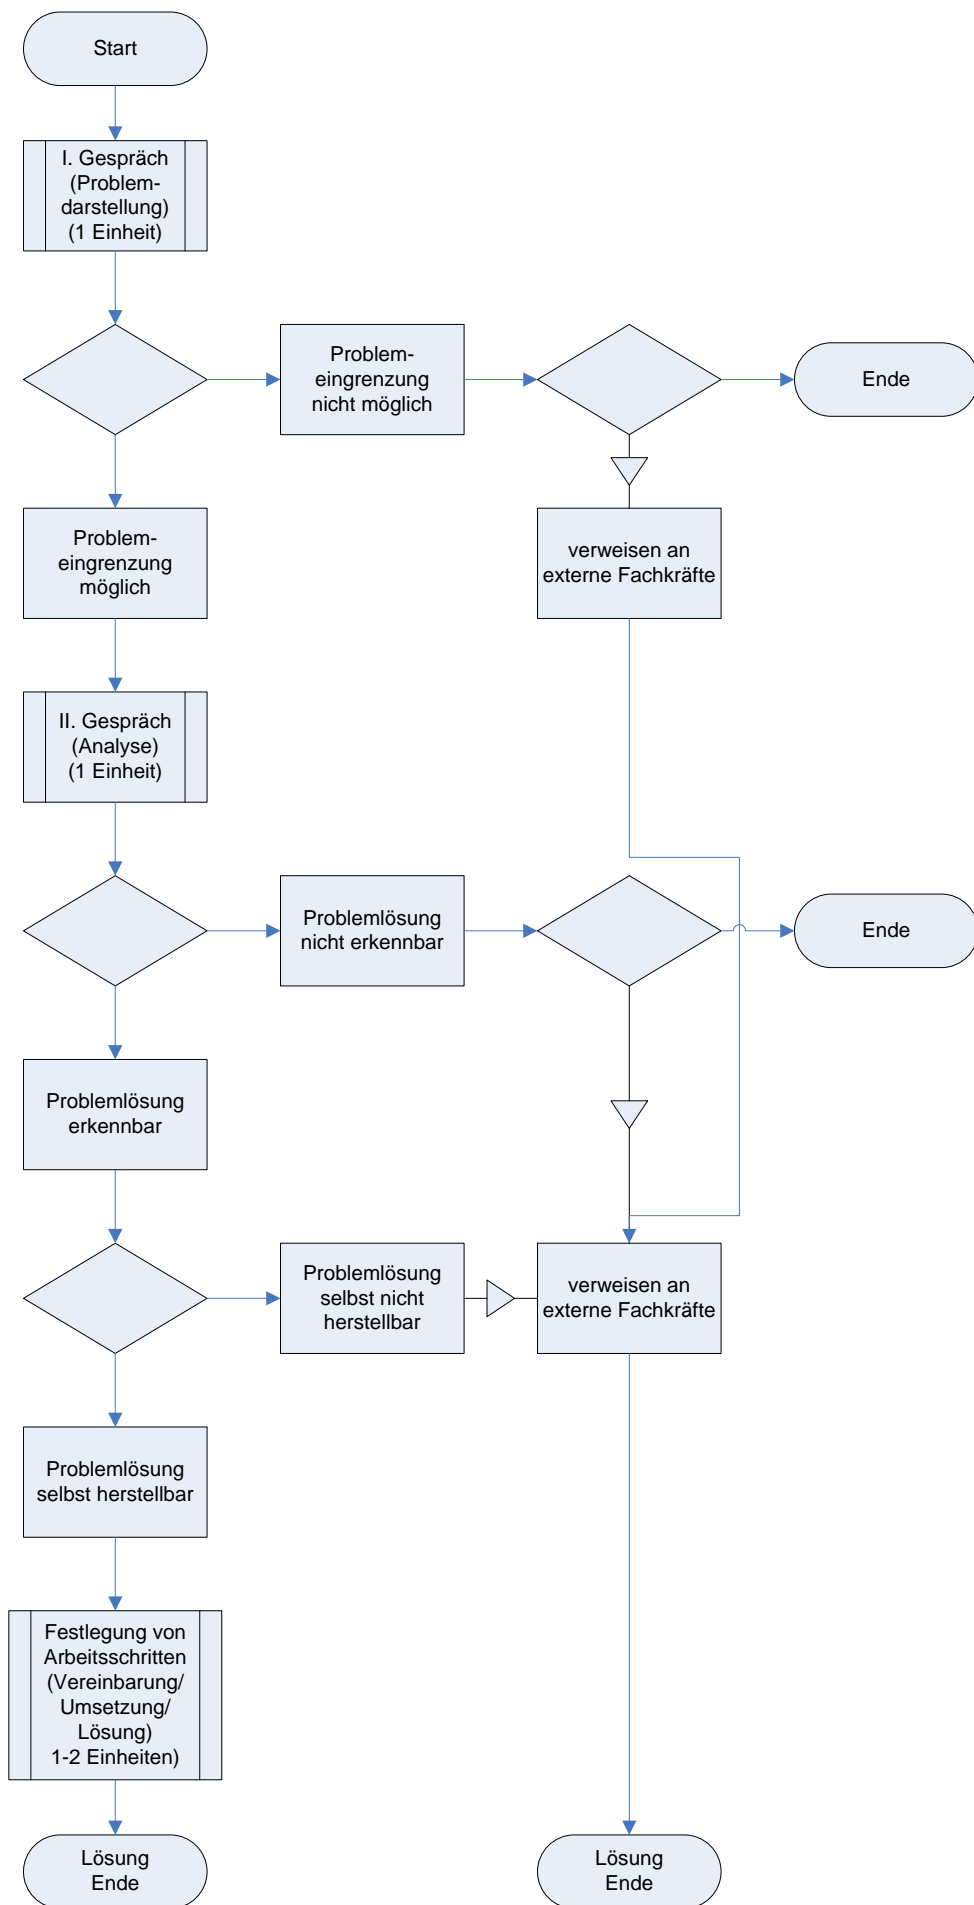 Start
I. Gespräch
(Problem-
darstellung)
(1 Einheit)
Problem-
eingrenzung
nicht möglich
Ende
Problem-
eingrenzung
möglich
verweisen an
externe Fachkräfte
II. Gespräch
(Analyse)
(1 Einheit)
Problemlösung
nicht erkennbar
Ende
Problemlösung
erkennbar
Problemlösung
selbst nicht
herstellbar
verweisen an
externe Fachkräfte
Problemlösung
selbst herstellbar
Festlegung von
Arbeitsschritten
(Vereinbarung/
Umsetzung/
Lösung)
1-2 Einheiten)
Lösung
Ende
Lösung
Ende